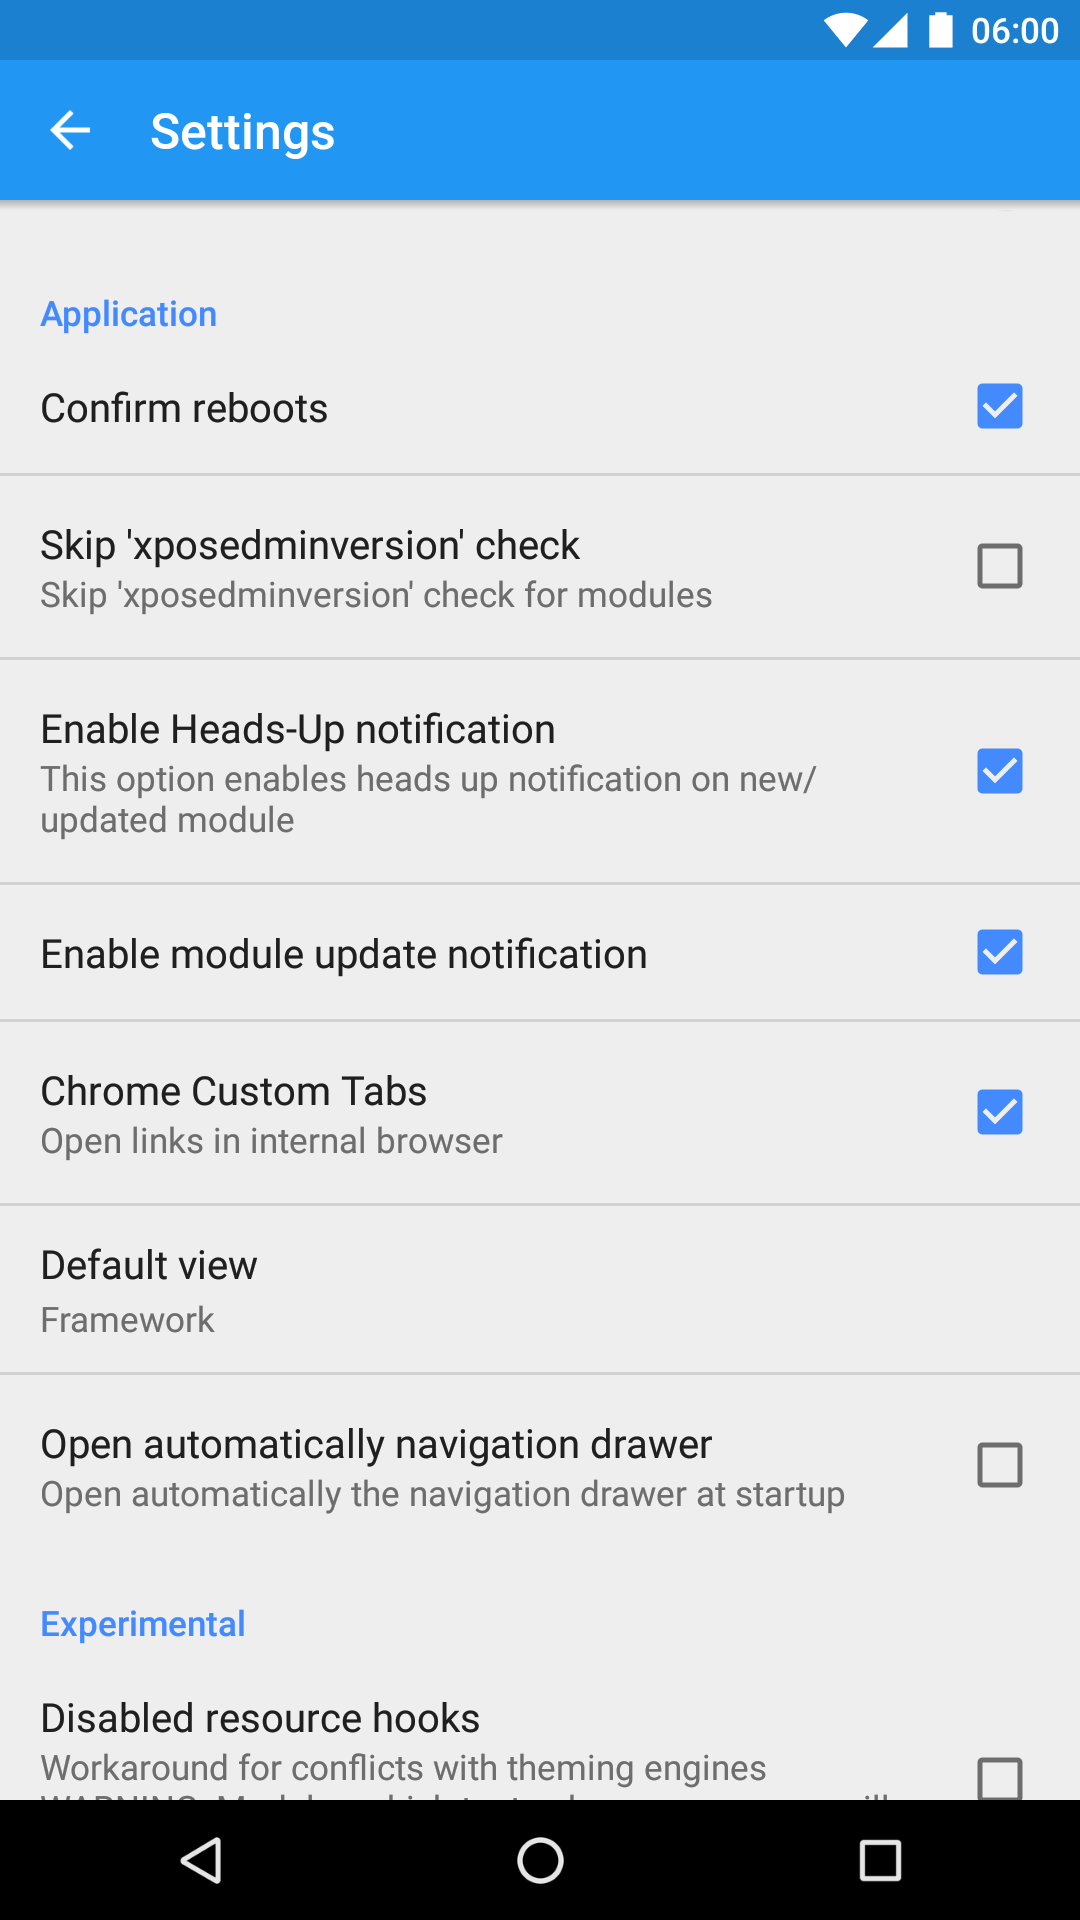 06:00
Settings
Application
Confirm reboots
Skip 'xposedminversion' check
Skip 'xposedminversion' check for modules
Enable Heads-Up notification
This option enables heads up notification on new/
updated module
Enable module update notification
Chrome Custom Tabs
Open links in internal browser
Default view
Framework
Open automatically navigation drawer
Open automatically the navigation drawer at startup
Experimental
Disabled resource hooks
Workaround for conflicts with theming engines